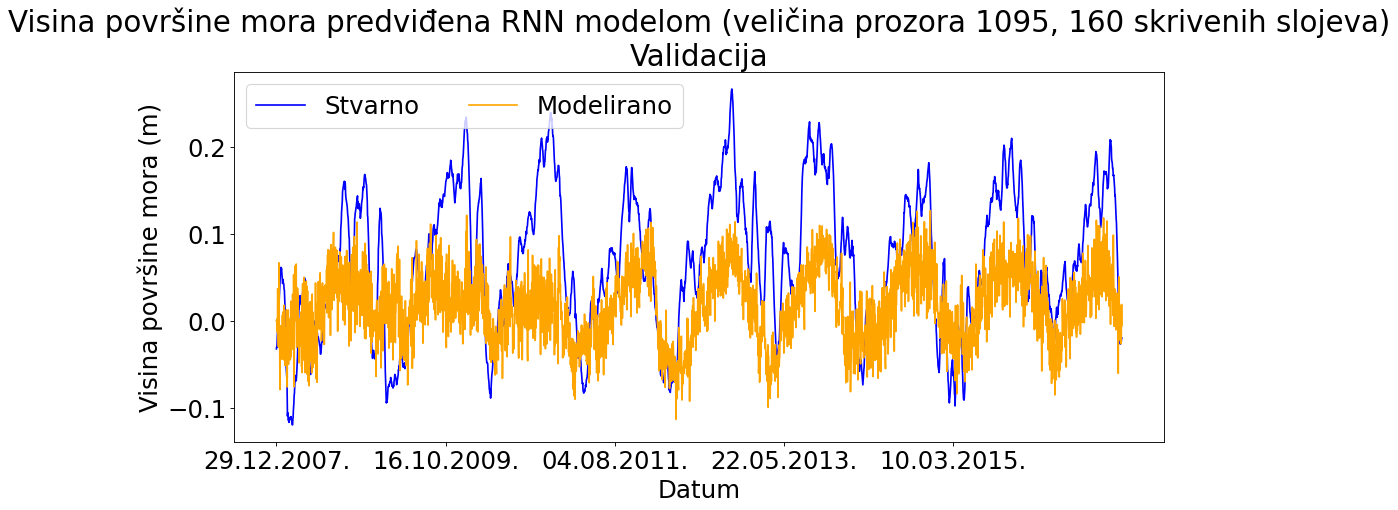 Visina površine mora predviđena RNN modelom (veličina prozora 1095, 160 skrivenih slojeva)
Validacija
Stvarno
Modelirano
Visina površine mora (m)
0.2
0.1
0.0
−0.1
29.12.2007.
16.10.2009.
04.08.2011.
22.05.2013.
10.03.2015.
Datum